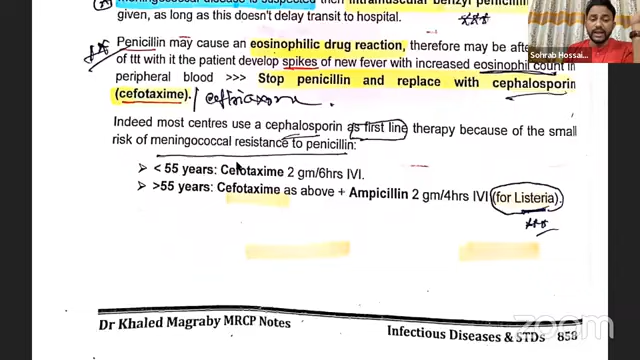 meningococcal disease is suspected then intramuscular benzyl penicillin
given, as long as this doesn't delay transit to hospital.
Sohrab Hossai...
Penicillin may cause an eosinophilic drug reaction, therefore may be after
of ttt with it the patient develop spikes of new fever with increased eosinophil count in
peripheral blood >>> Stop penicillin and replace with cephalosporin
(cefotaxime). / ceftriaxone.
Indeed most centres use a cephalosporin as first line therapy because of the small
risk of meningococcal resistance to penicillin:
➢ < 55 years: Cefotaxime 2 gm/6hrs IVI.
➢ >55 years: Cefotaxime as above + Ampicillin 2 gm/4hrs IVI (for Listeria).
Dr Khaled Magraby MRCP Notes
Infectious Diseases & STDs 858
zoom